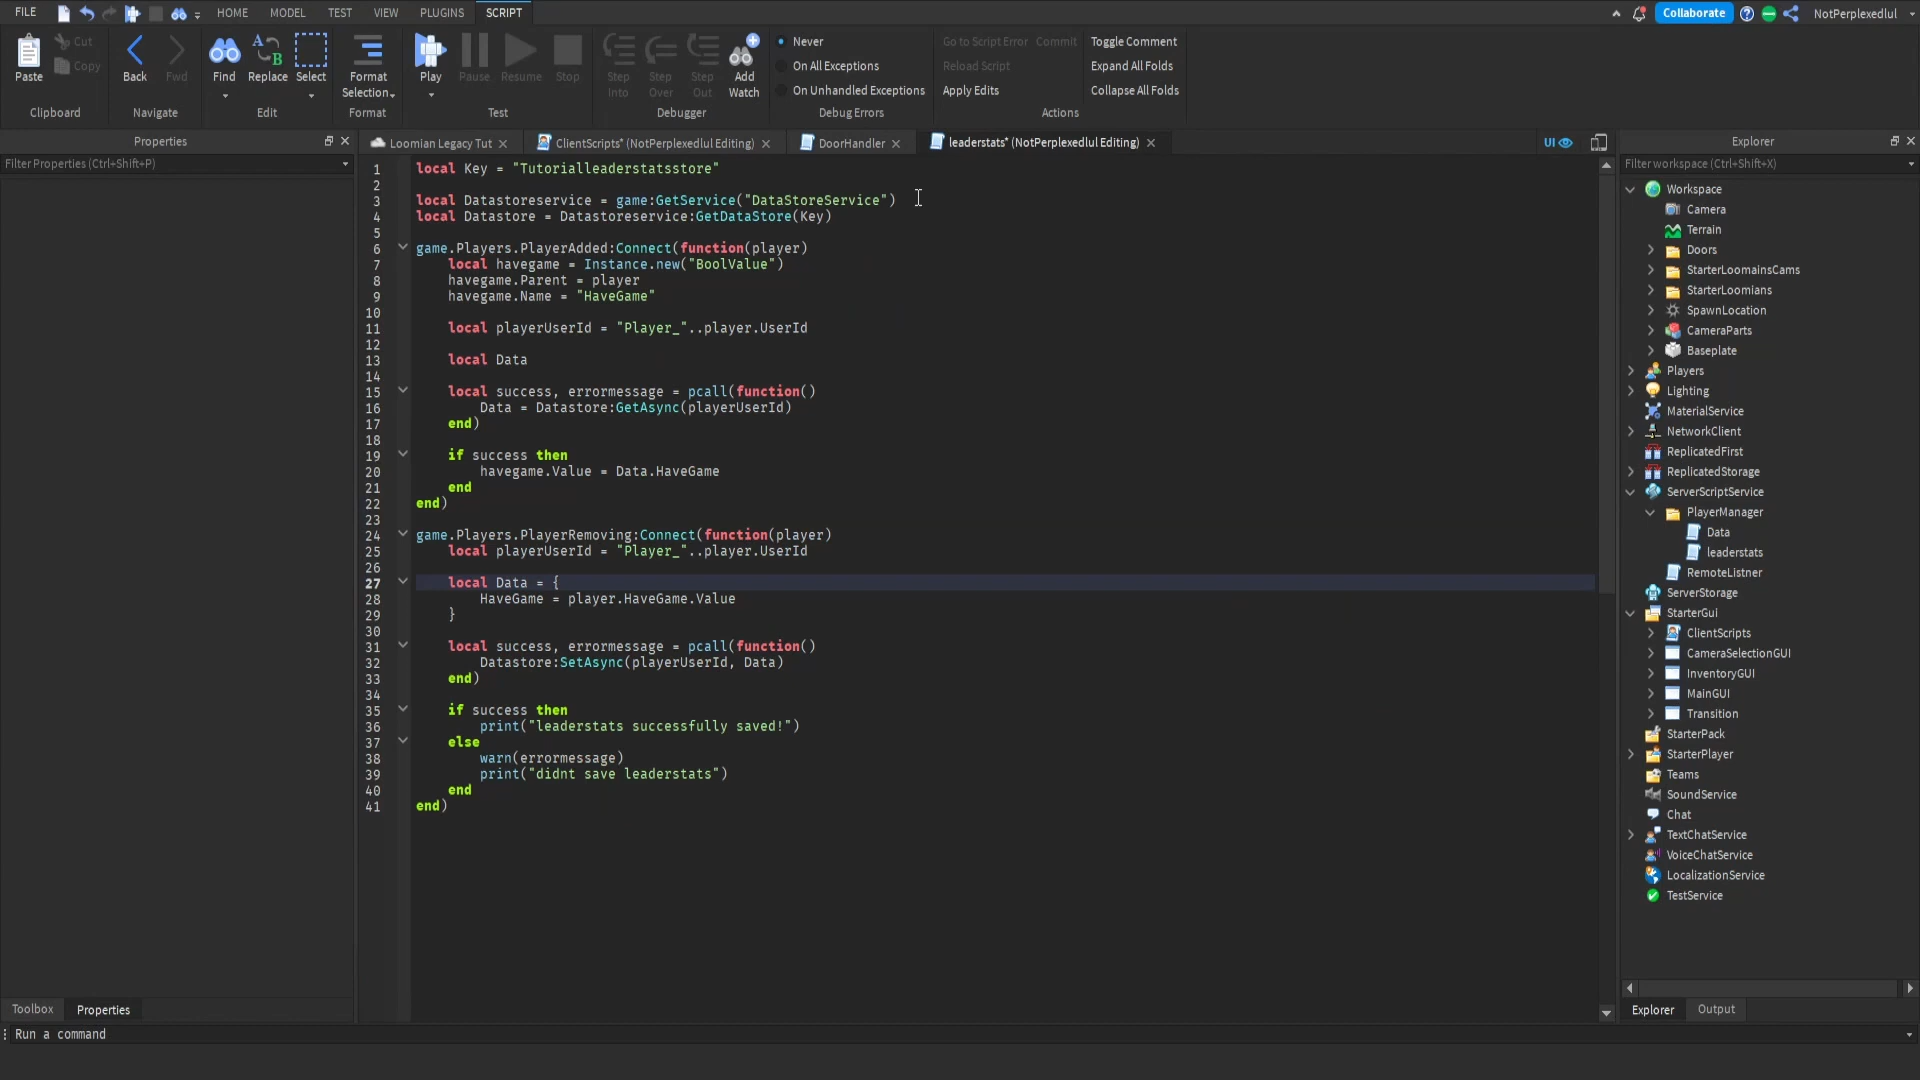 FILE
HOME
MODEL
TEST
VIEW
PLUGINS
SCRIPT
Collaborate
NotPerplexedlul
Paste
Cut
Copy
Clipboard
Back
Fwd
Navigate
Find
Replace
Select
Edit
Format
Selection
Format
Play
Pause
Resume
Stop
Test
Step
Into
Step
Over
Step
Out
Add
Watch
Debugger
Never
On All Exceptions
On Unhandled Exceptions
Debug Errors
Go to Script Error
Commit
Reload Script
Apply Edits
Toggle Comment
Expand All Folds
Collapse All Folds
Actions
Properties
Filter Properties (Ctrl+Shift+P)
Loomian Legacy Tut
ClientScripts* (NotPerplexedlul Editing)
DoorHandler
leaderstats* (NotPerplexedlul Editing)
UI
1 local Key = "Tutorialleaderstatsstore"
2
3 local Datastoreservice = game:GetService("DataStoreService")
4 local Datastore = Datastoreservice:GetDataStore(Key)
5
6 game.Players.PlayerAdded:Connect(function(player)
7 local havegame = Instance.new("BoolValue")
8 havegame.Parent = player
9 havegame.Name = "HaveGame"
10
11 local playerUserId = "Player_"..player.UserId
12
13 local Data
14
15 local success, errormessage = pcall(function()
16 Data = Datastore:GetAsync(playerUserId)
17 end)
18
19 if success then
20 havegame.Value = Data.HaveGame
21 end
22 end)
23
24 game.Players.PlayerRemoving:Connect(function(player)
25 local playerUserId = "Player_"..player.UserId
26
27 local Data = {
28 HaveGame = player.HaveGame.Value
29 }
30
31 local success, errormessage = pcall(function()
32 Datastore:SetAsync(playerUserId, Data)
33 end)
34
35 if success then
36 print("leaderstats successfully saved!")
37 else
38 warn(errormessage)
39 print("didnt save leaderstats")
40 end
41 end)
Explorer
Filter workspace (Ctrl+Shift+X)
Workspace
Camera
Terrain
Doors
StarterLoomainsCams
StarterLoomians
SpawnLocation
CameraParts
Baseplate
Players
Lighting
MaterialService
NetworkClient
ReplicatedFirst
ReplicatedStorage
ServerScriptService
PlayerManager
Data
leaderstats
RemoteListner
ServerStorage
StarterGui
ClientScripts
CameraSelectionGUI
InventoryGUI
MainGUI
Transition
StarterPack
StarterPlayer
Teams
SoundService
Chat
TextChatService
VoiceChatService
LocalizationService
TestService
Toolbox
Properties
Explorer
Output
Run a command